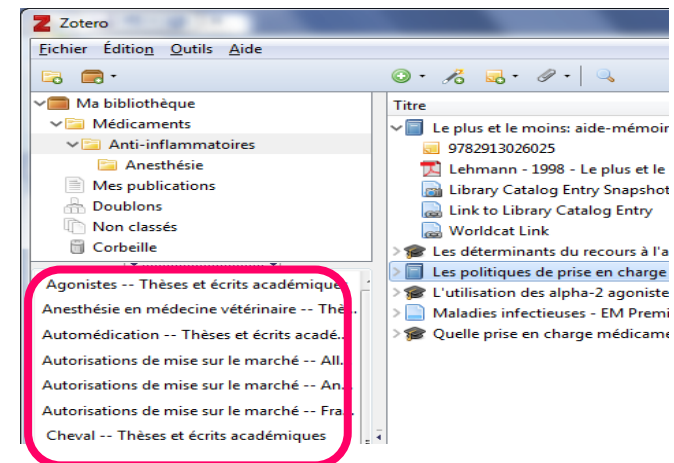 Zotero
Fichier Édition Outils Aide
Ma bibliothèque
Médicaments
Anti-inflammatoires
Anesthésie
Mes publications
Doublons
Non classés
Corbeille
Agonistes -- Thèses et écrits académiques
Anesthésie en médecine vétérinaire -- Thè...
Automédication -- Thèses et écrits acadé...
Autorisations de mise sur le marché -- All...
Autorisations de mise sur le marché -- An...
Autorisations de mise sur le marché -- Fra...
Cheval -- Thèses et écrits académiques
Titre
Le plus et le moins: aide-mémoir
9782913026025
Lehmann - 1998 - Le plus et le
Library Catalog Entry Snapshot
Link to Library Catalog Entry
Worldcat Link
Les déterminants du recours à l'a
Les politiques de prise en charge
L'utilisation des alpha-2 agoniste
Maladies infectieuses - EM Premi
Quelle prise en charge médicame